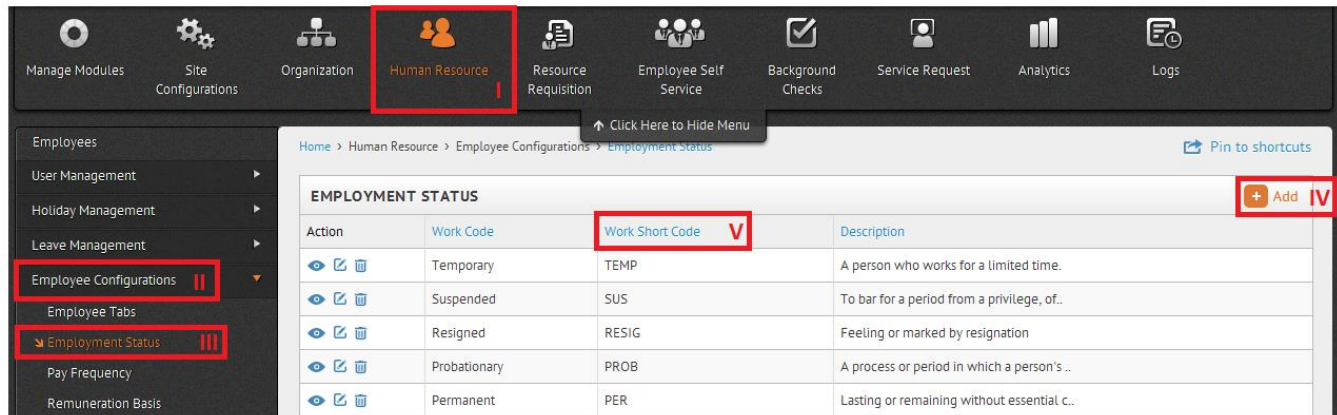 Manage Modules
Site
Configurations
Organization
Human Resource
I
Resource
Requisition
Employee Self
Service
Background
Checks
Service Request
Analytics
Logs
Click Here to Hide Menu
Employees
User Management
Holiday Management
Leave Management
Employee Configurations II
Employee Tabs
Employment Status III
Pay Frequency
Remuneration Basis
Home › Human Resource › Employee Configurations › Employment Status
Pin to shortcuts
EMPLOYMENT STATUS
+ Add IV
Action Work Code Work Short Code V Description
Temporary TEMP A person who works for a limited time.
Suspended SUS To bar for a period from a privilege, of..
Resigned RESIG Feeling or marked by resignation
Probationary PROB A process or period in which a person's ..
Permanent PER Lasting or remaining without essential c..